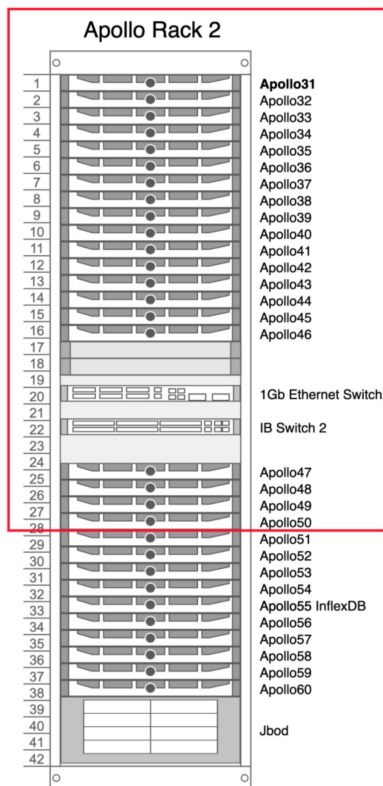 Apollo Rack 2
1 Apollo31
2 Apollo32
3 Apollo33
4 Apollo34
5 Apollo35
6 Apollo36
7 Apollo37
8 Apollo38
9 Apollo39
10 Apollo40
11 Apollo41
12 Apollo42
13 Apollo43
14 Apollo44
15 Apollo45
16 Apollo46
17
18
19
20 1Gb Ethernet Switch
21
22 IB Switch 2
23
24
25 Apollo47
26 Apollo48
27 Apollo49
28 Apollo50
29 Apollo51
30 Apollo52
31 Apollo53
32 Apollo54
33 Apollo55 InflexDB
34 Apollo56
35 Apollo57
36 Apollo58
37 Apollo59
38 Apollo60
39
40 Jbod
41
42